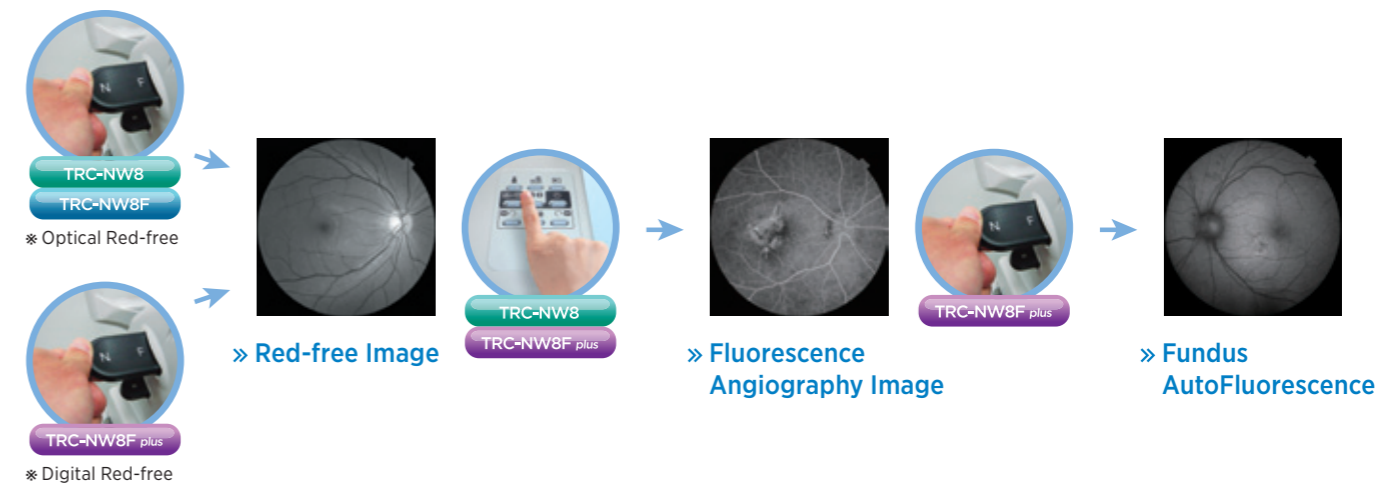 N F
TRC-NW8
TRC-NW8F
※ Optical Red-free
N F
TRC-NW8F plus
※ Digital Red-free
» Red-free Image
TRC-NW8
TRC-NW8F plus
» Fluorescence
Angiography Image
N F
TRC-NW8F plus
» Fundus
AutoFluorescence